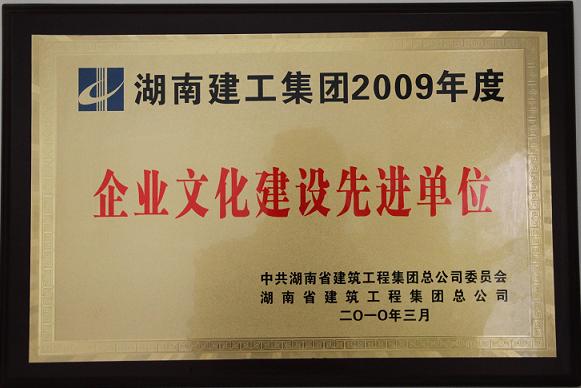 湖南建工集团2009年度
企业文化建设先进单位
中共湖南省建筑工程集团总公司委员会
湖南省建筑工程集团总公司
二〇一〇年三月